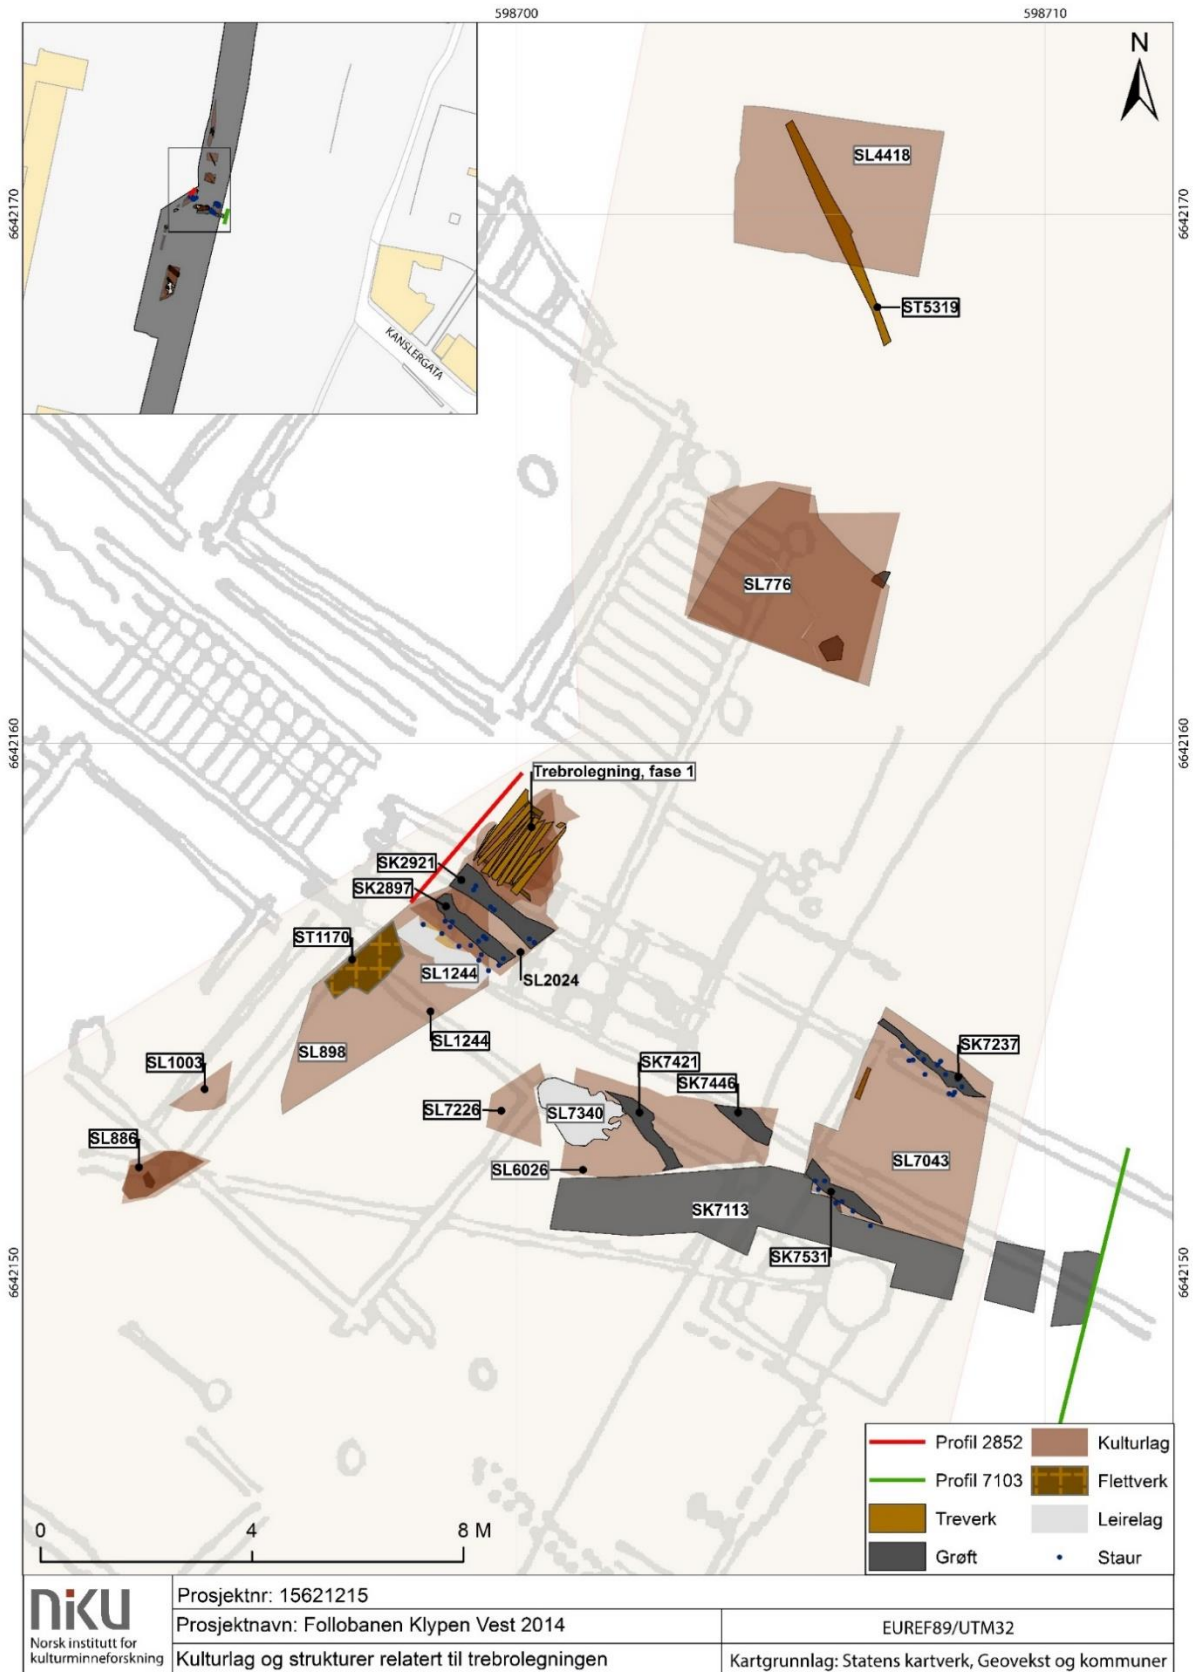 598700
598710
N
6642170
6642170
KANSLERGATA
SL4418
ST5319
SL776
6642160
6642160
Trebrolegning, fase 1
SK2921
SK2897
ST1170
SL1244
SL2024
SL1244
SL898
SL1003
SK7421
SK7237
SK7446
SL7226
SL7340
SL886
SL6026
SL7043
SK7113
SK7531
6642150
6642150
Profil 2852
Kulturlag
Profil 7103
Flettverk
Treverk
Leirelag
Grøft
Staur
0 4 8 M
niku
Norsk institutt for
kulturminneforskning
Prosjektnr: 15621215
Prosjektnavn: Follobanen Klypen Vest 2014
EUREF89/UTM32
Kulturlag og strukturer relatert til trebrolegningen
Kartgrunnlag: Statens kartverk, Geovekst og kommuner